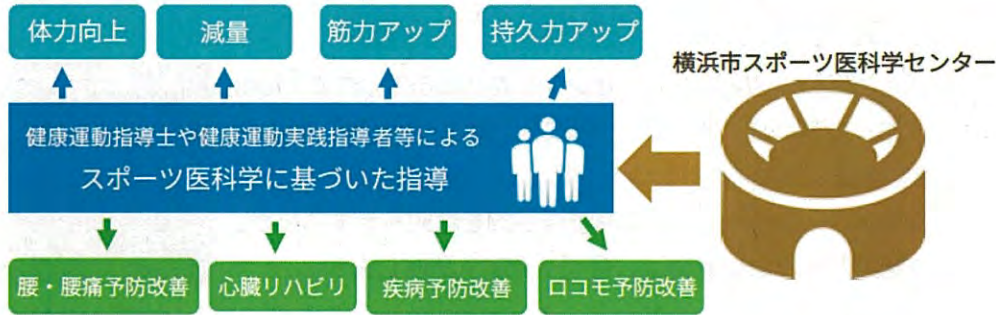 体力向上
減量
筋力アップ
持久力アップ
横浜市スポーツ医科学センター
健康運動指導士や健康運動実践指導者等による
スポーツ医科学に基づいた指導
腰・腰痛予防改善
心臓リハビリ
疾病予防改善
ロコモ予防改善